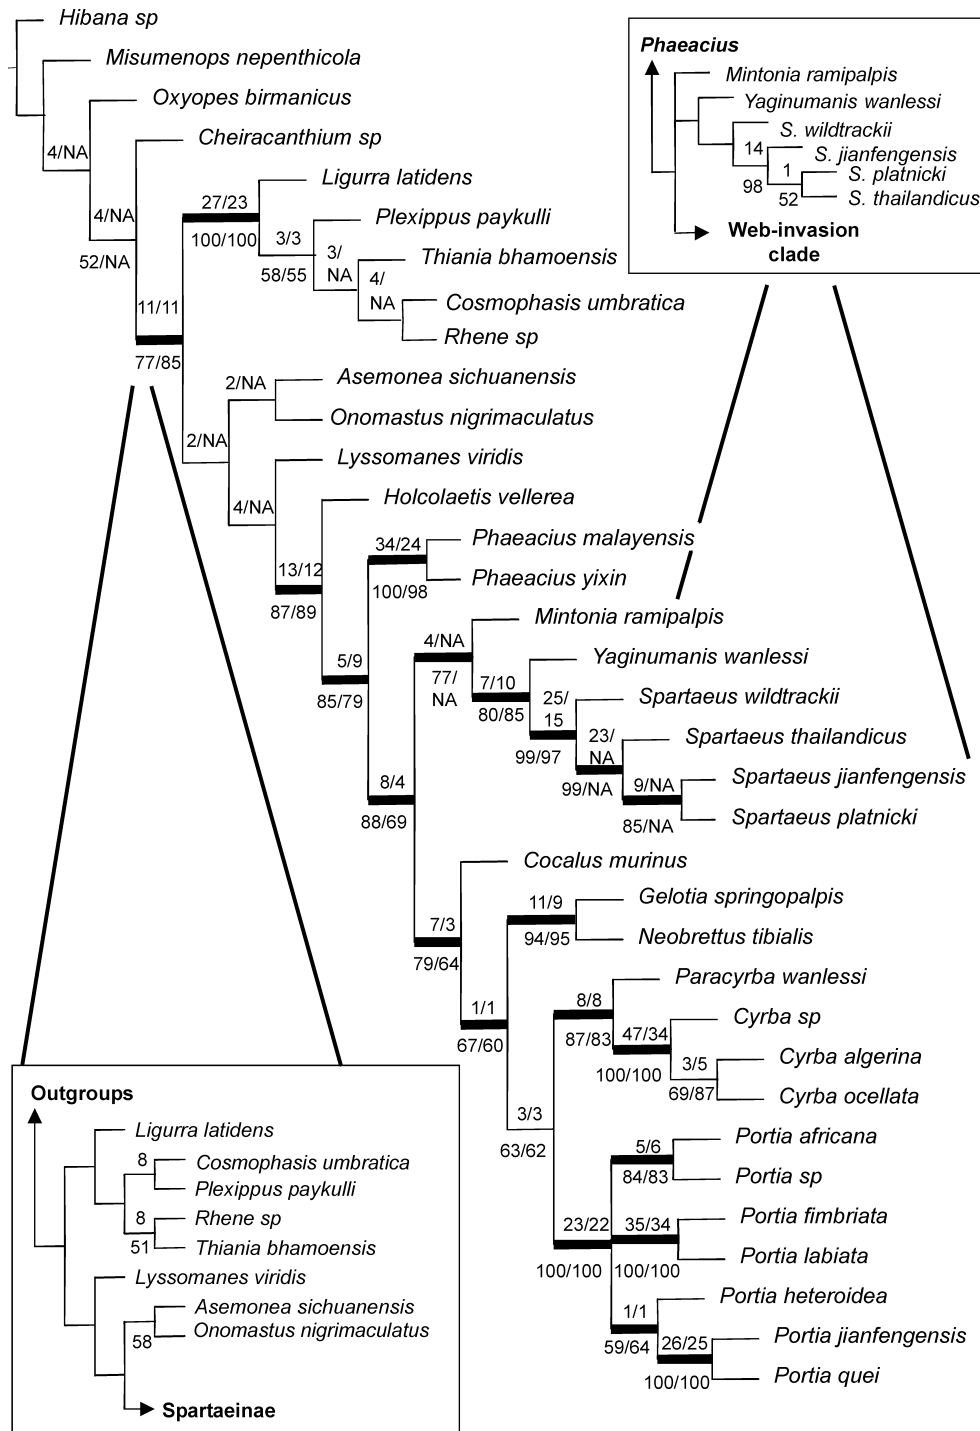 Hibana sp
Misumenops nepenthicola
Oxyopes birmanicus
4/NA
Cheiracanthium sp
4/NA
52/NA
Ligurra latidens
27/23
100/100
Plexippus paykulli
3/3
58/55
3/
NA
Thiania bhamoensis
4/
NA
Cosmophasis umbratica
Rhene sp
11/11
77/85
Asemonea sichuanensis
2/NA
Onomastus nigrimaculatus
2/NA
Lyssomanes viridis
4/NA
Holcolaetis vellerea
13/12
87/89
Phaeacius malayensis
34/24
100/98
Phaeacius yixin
5/9
85/79
Mintonia ramipalpis
4/NA
77/
NA
Yaginumanis wanlessi
7/10
80/85
Spartaeus wildtrackii
25/
15
99/97
Spartaeus thailandicus
23/
NA
99/NA
Spartaeus jianfengensis
9/NA
85/NA
Spartaeus platnicki
8/4
88/69
Cocalus murinus
7/3
79/64
Gelotia springopalpis
11/9
94/95
Neobrettus tibialis
1/1
67/60
Paracyrba wanlessi
8/8
87/83
Cyrba sp
47/34
100/100
Cyrba algerina
3/5
69/87
Cyrba ocellata
3/3
63/62
Portia africana
5/6
84/83
Portia sp
Portia fimbriata
23/22
100/100
35/34
100/100
Portia labiata
Portia heteroidea
1/1
59/64
Portia jianfengensis
26/25
100/100
Portia quei
Phaeacius
Mintonia ramipalpis
Yaginumanis wanlessi
S. wildtrackii
14
98
S. jianfengensis
1
52
S. platnicki
S. thailandicus
Web-invasion
clade
Outgroups
Ligurra latidens
8
Cosmophasis umbratica
Plexippus paykulli
8
51
Rhene sp
Thiania bhamoensis
Lyssomanes viridis
Asemonea sichuanensis
58
Onomastus nigrimaculatus
Spartaeinae